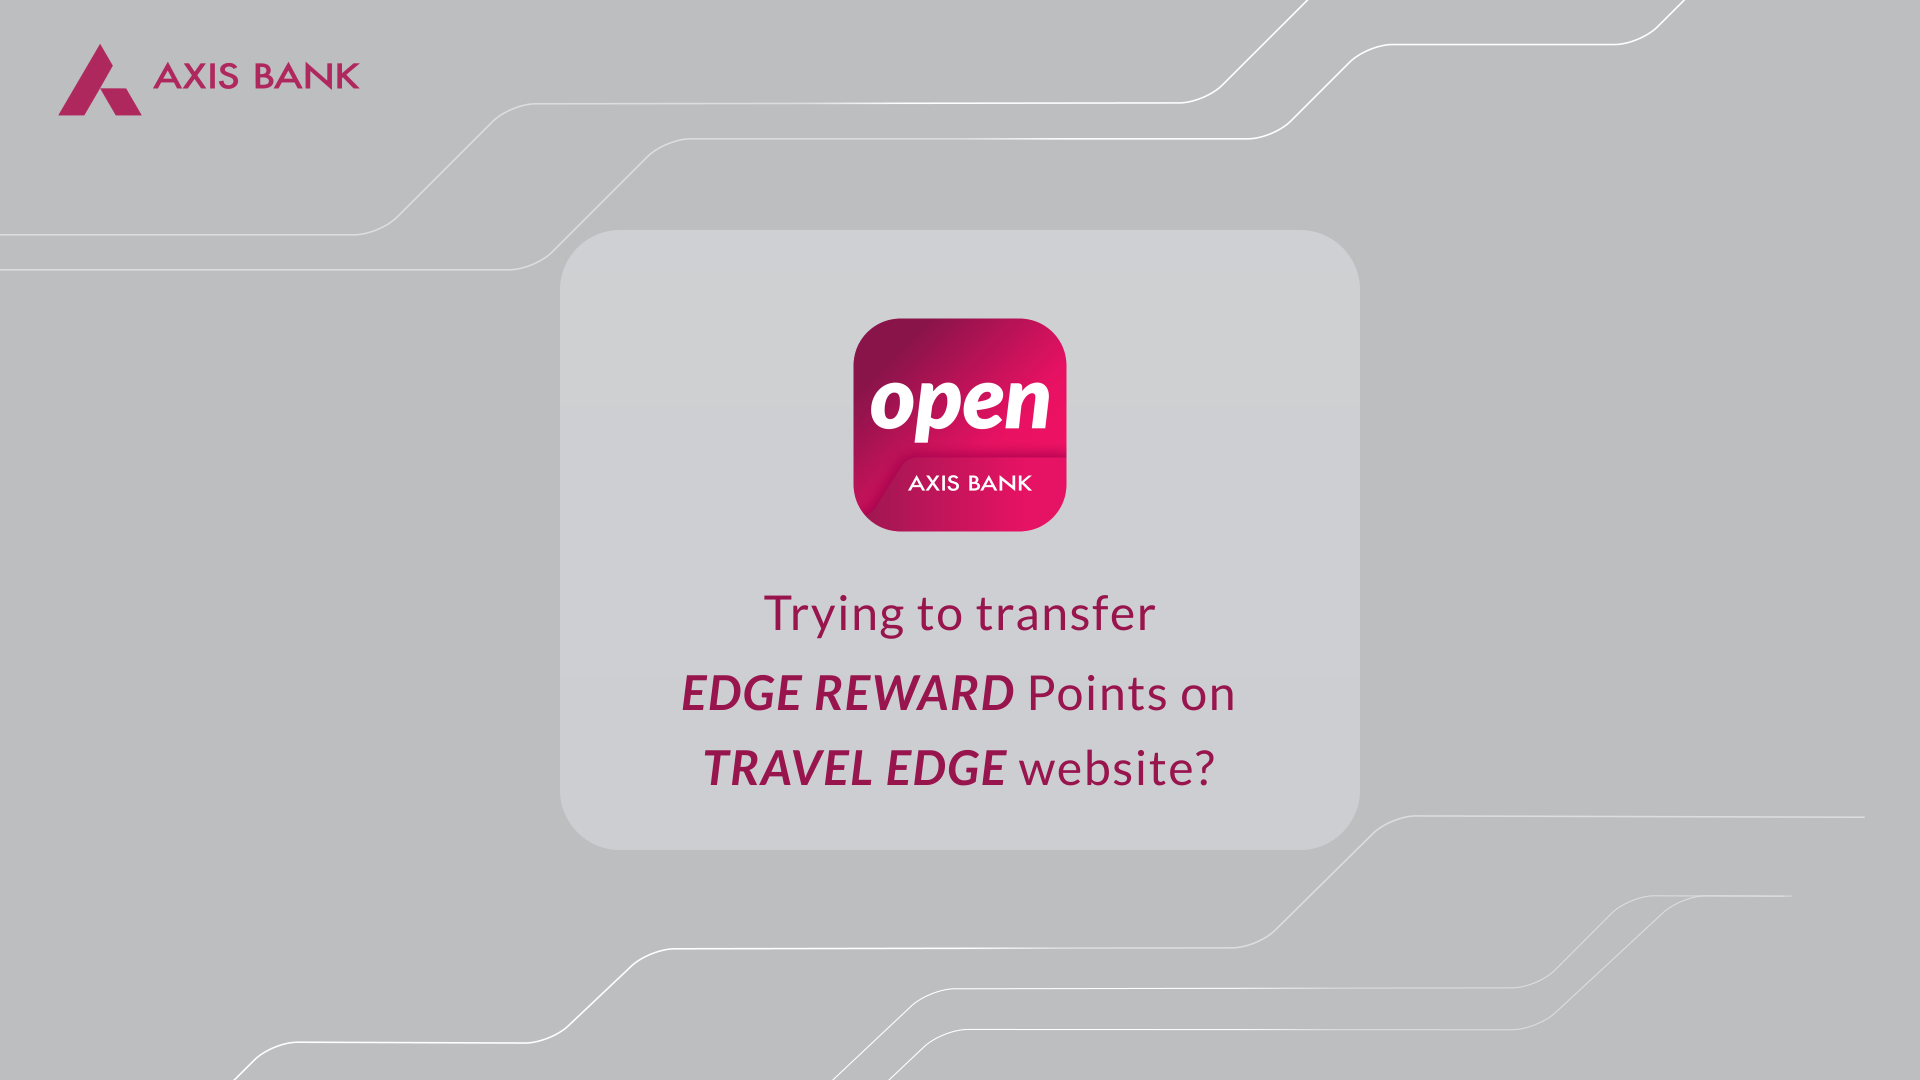 AXIS BANK
open
AXIS BANK
Trying to transfer
EDGE REWARD Points on
TRAVEL EDGE website?